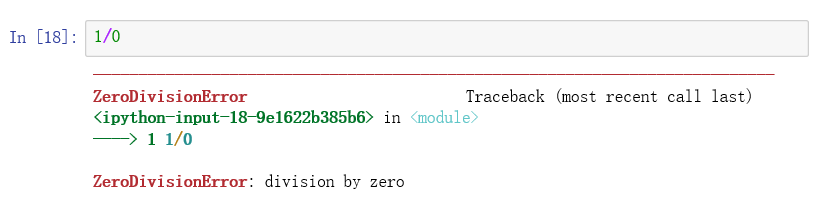 In [18]: 1/0
---------------------------------------------------------------------------
ZeroDivisionError                         Traceback (most recent call last)
<ipython-input-18-9e1622b385b6> in <module>
----> 1 1/0

ZeroDivisionError: division by zero